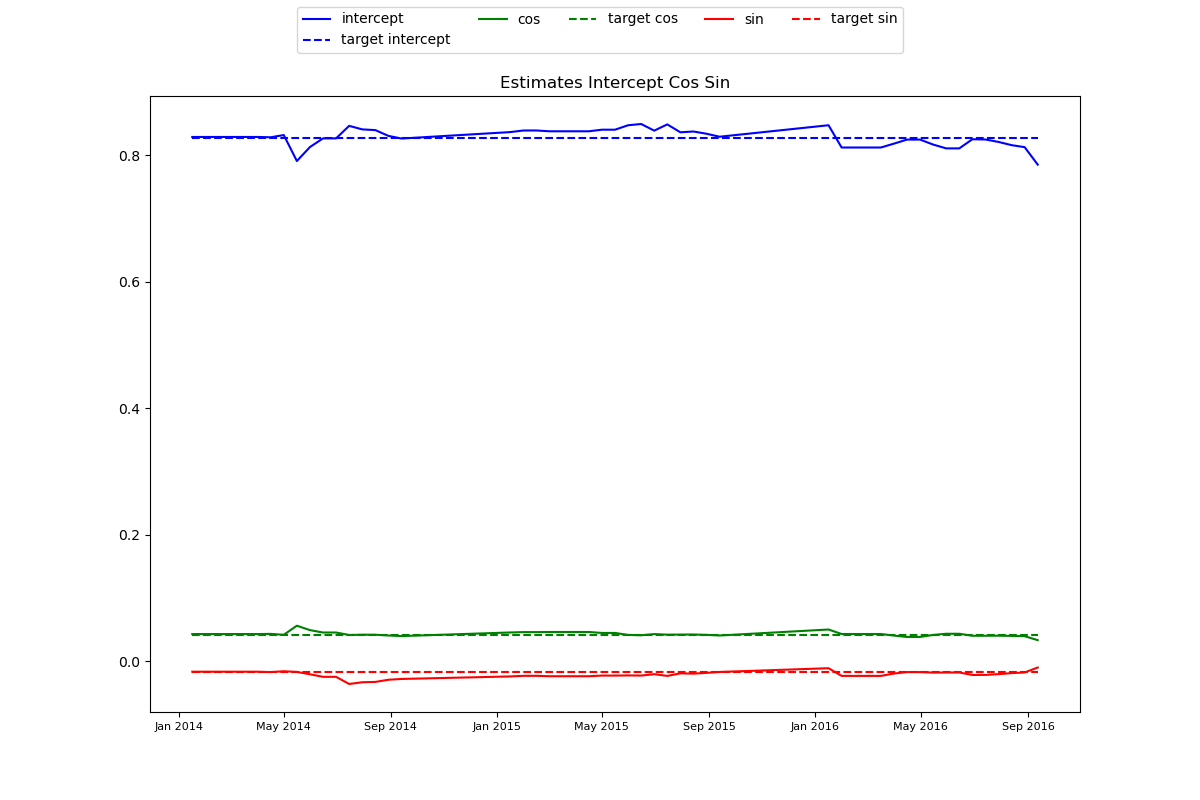 intercept cos target cos sin target sin
target intercept
Estimates Intercept Cos Sin
0.8
0.6
0.4
0.2
0.0
Jan 2014 May 2014 Sep 2014 Jan 2015 May 2015 Sep 2015 Jan 2016 May 2016 Sep 2016